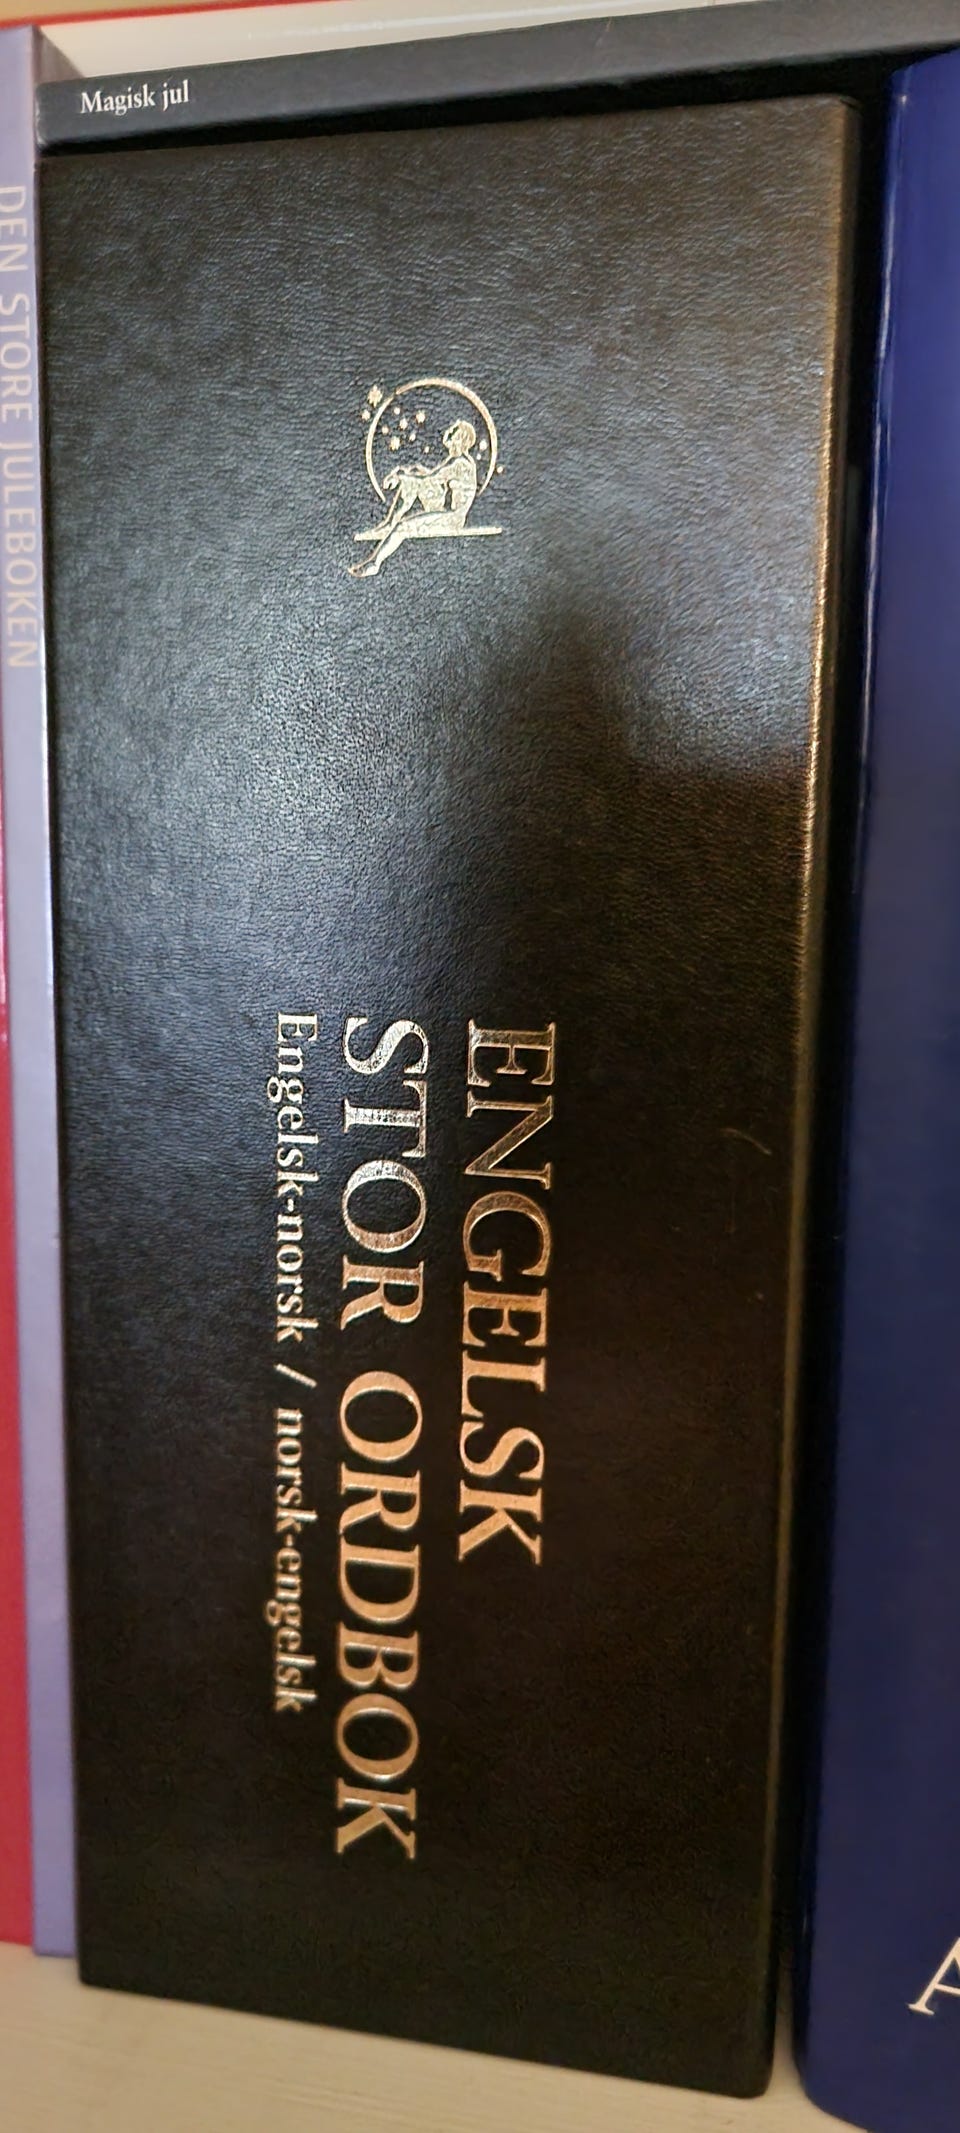 Magisk jul
DEN STORE JULEBOKEN
ENGELSK
STOR ORDBOK
Engelsk-norsk / norsk-engelsk
A